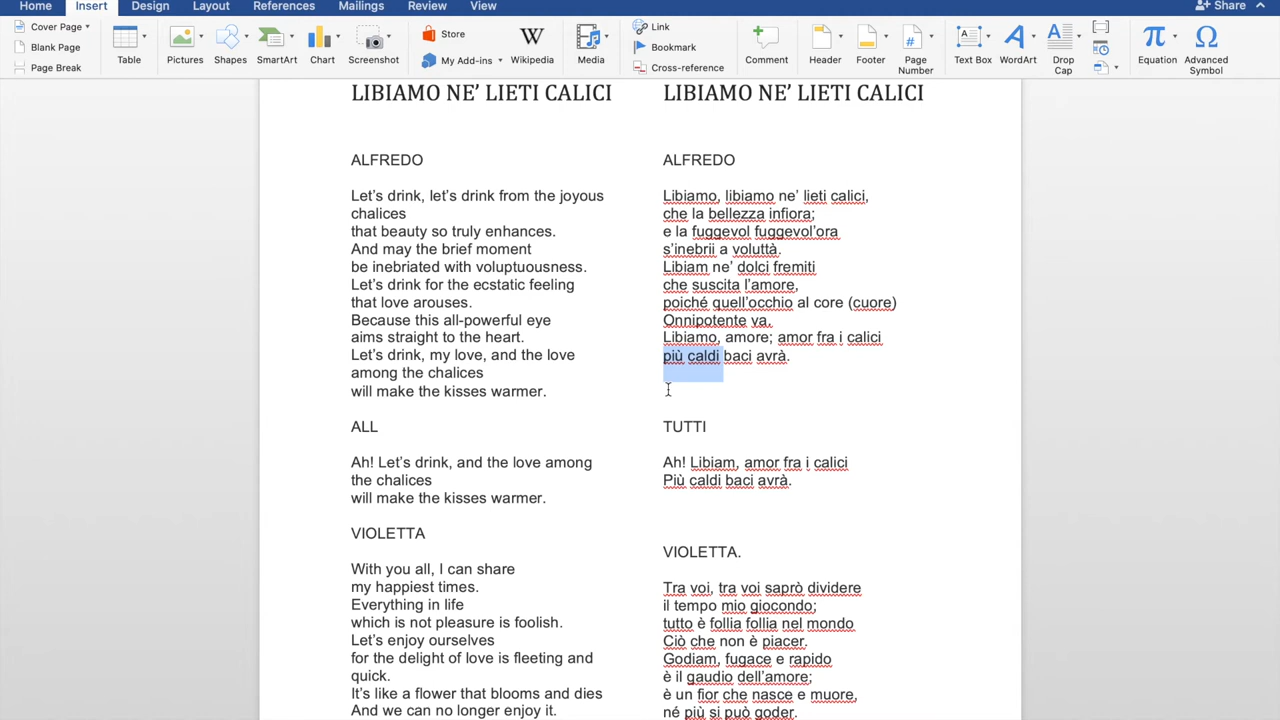 Home Insert Design Layout References Mailings Review View Share
Cover Page
Blank Page
Page Break
Table
Pictures
Shapes
SmartArt
Chart
Screenshot
Store
My Add-ins
W
Wikipedia
Media
Link
Bookmark
Cross-reference
Comment
Header
Footer
#
Page
Number
A
Text Box
A
WordArt
A
Drop
Cap
π
Equation
Ω
Advanced
Symbol
LIBIAMO NE’ LIETI CALICI
ALFREDO
Let’s drink, let’s drink from the joyous
chalices
that beauty so truly enhances.
And may the brief moment
be inebriated with voluptuousness.
Let’s drink for the ecstatic feeling
that love arouses.
Because this all-powerful eye
aims straight to the heart.
Let’s drink, my love, and the love
among the chalices
will make the kisses warmer.
ALL
Ah! Let’s drink, and the love among
the chalices
will make the kisses warmer.
VIOLETTA
With you all, I can share
my happiest times.
Everything in life
which is not pleasure is foolish.
Let’s enjoy ourselves
for the delight of love is fleeting and
quick.
It’s like a flower that blooms and dies
And we can no longer enjoy it.
LIBIAMO NE’ LIETI CALICI
ALFREDO
Libiamo, libiamo ne’ lieti calici,
che la bellezza infiora;
e la fuggevol fuggevol’ora
s’inebrii a voluttà.
Libiam ne’ dolci fremiti
che suscita l’amore,
poiché quell’occhio al core (cuore)
Onnipotente va.
Libiamo, amore; amor fra i calici
più caldi baci avrà.
TUTTI
Ah! Libiam, amor fra i calici
Più caldi baci avrà.
VIOLETTA.
Tra voi, tra voi saprò dividere
il tempo mio giocondo;
tutto è follia follia nel mondo
Ciò che non è piacer.
Godiam, fugace e rapido
è il gaudio dell’amore;
è un fior che nasce e muore,
né più si può goder.